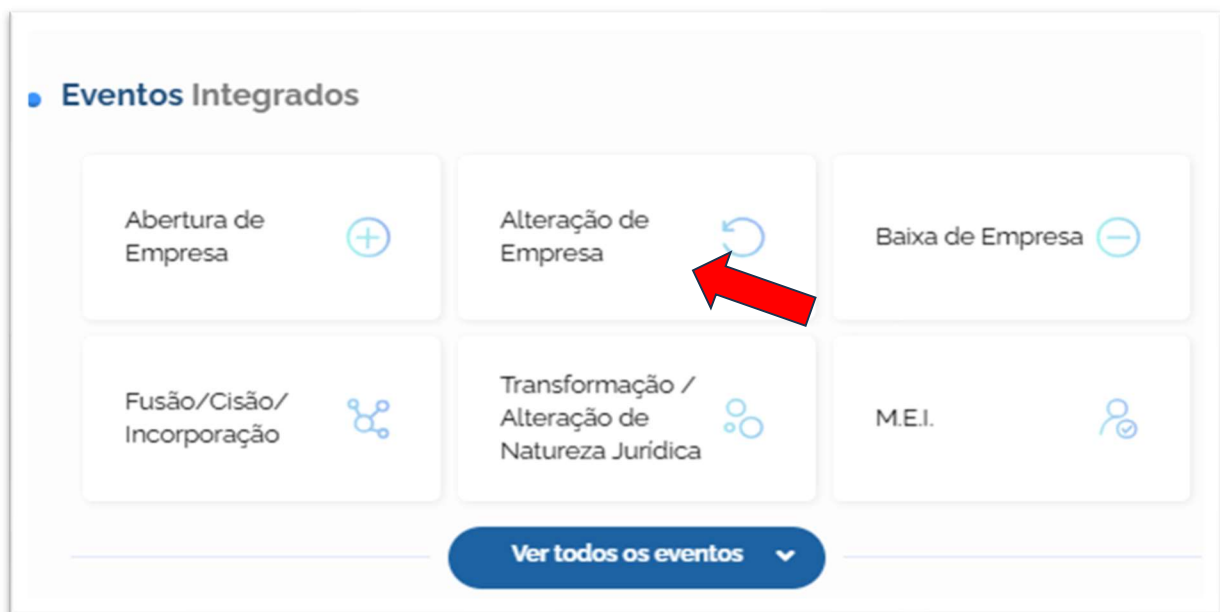 Eventos Integrados
Abertura de
Empresa
Alteração de
Empresa
Baixa de Empresa
Fusão/Cisão/
Incorporação
Transformação /
Alteração de
Natureza Jurídica
M.E.I.
Ver todos os eventos